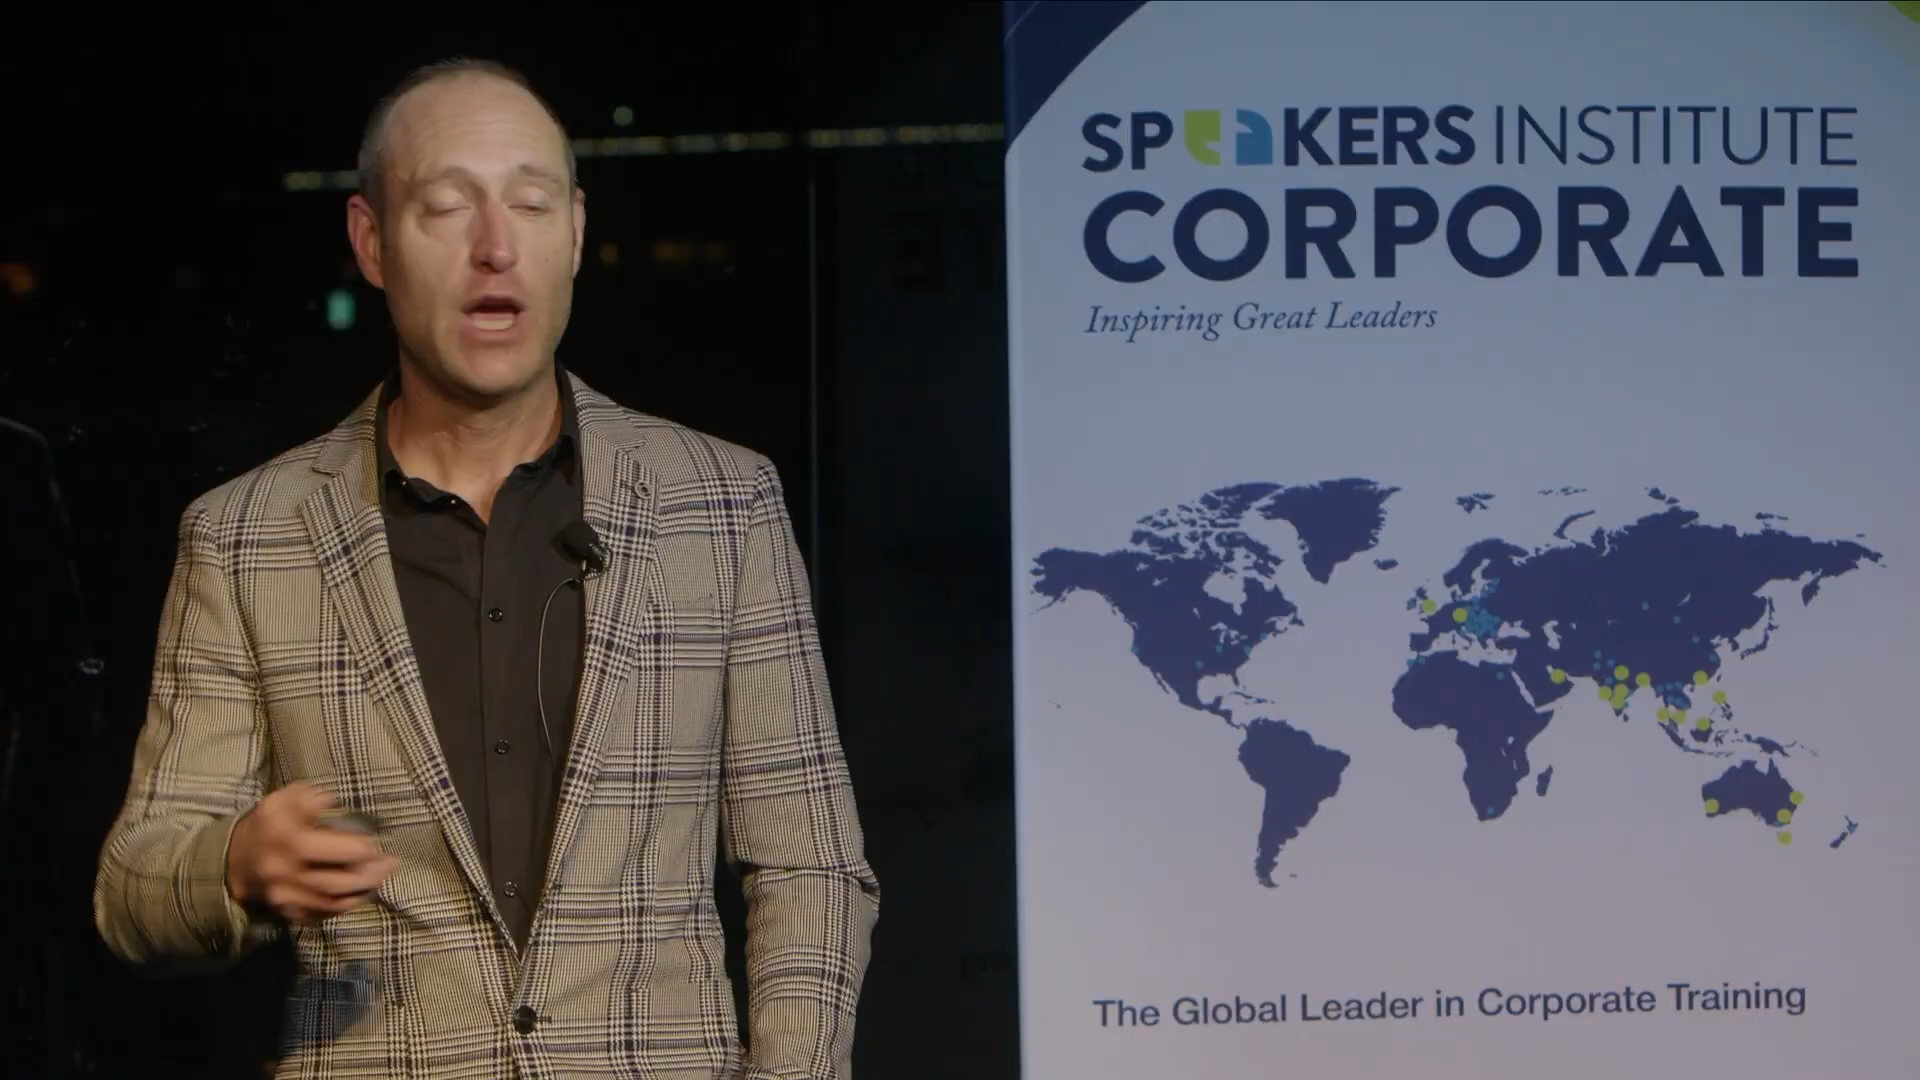 SPEAKERS INSTITUTE
CORPORATE
Inspiring Great Leaders
The Global Leader in Corporate Training